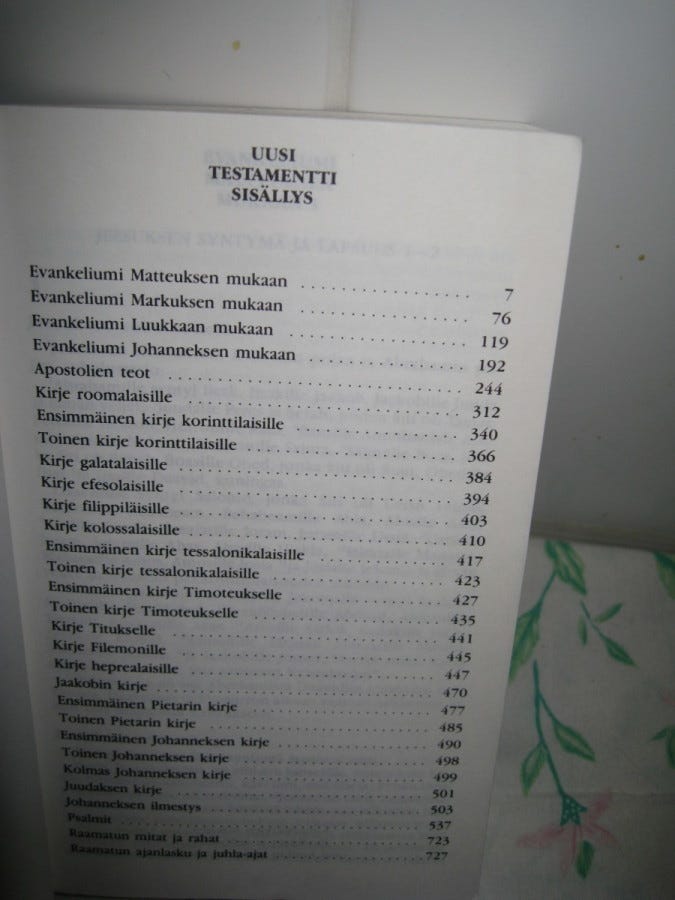 UUSI
TESTAMENTTI
SISÄLLYS
Evankeliumi Matteuksen mukaan . . . . . . . . . . . . . . . . . . 7
Evankeliumi Markuksen mukaan . . . . . . . . . . . . . . . . . . 76
Evankeliumi Luukkaan mukaan . . . . . . . . . . . . . . . . . . 119
Evankeliumi Johanneksen mukaan . . . . . . . . . . . . . . . . . . 192
Apostolien teot . . . . . . . . . . . . . . . . . . 244
Kirje roomalaisille . . . . . . . . . . . . . . . . . . 312
Ensimmäinen kirje korinttilaisille . . . . . . . . . . . . . . . . . . 340
Toinen kirje korinttilaisille . . . . . . . . . . . . . . . . . . 366
Kirje galatalaisille . . . . . . . . . . . . . . . . . . 384
Kirje efesolaisille . . . . . . . . . . . . . . . . . . 394
Kirje filippiläisille . . . . . . . . . . . . . . . . . . 403
Kirje kolossalaisille . . . . . . . . . . . . . . . . . . 410
Ensimmäinen kirje tessalonikalaisille . . . . . . . . . . . . . . . . . . 417
Toinen kirje tessalonikalaisille . . . . . . . . . . . . . . . . . . 423
Ensimmäinen kirje Timoteukselle . . . . . . . . . . . . . . . . . . 427
Toinen kirje Timoteukselle . . . . . . . . . . . . . . . . . . 435
Kirje Titukselle . . . . . . . . . . . . . . . . . . 441
Kirje Filemonille . . . . . . . . . . . . . . . . . . 445
Kirje heprealaisille . . . . . . . . . . . . . . . . . . 447
Jaakobin kirje . . . . . . . . . . . . . . . . . . 470
Ensimmäinen Pietarin kirje . . . . . . . . . . . . . . . . . . 477
Toinen Pietarin kirje . . . . . . . . . . . . . . . . . . 485
Ensimmäinen Johanneksen kirje . . . . . . . . . . . . . . . . . . 490
Toinen Johanneksen kirje . . . . . . . . . . . . . . . . . . 498
Kolmas Johanneksen kirje . . . . . . . . . . . . . . . . . . 499
Juudaksen kirje . . . . . . . . . . . . . . . . . . 501
Johanneksen ilmestys . . . . . . . . . . . . . . . . . . 503
Psalmit . . . . . . . . . . . . . . . . . . 537
Raamatun mitat ja rahat . . . . . . . . . . . . . . . . . . 723
Raamatun ajanlasku ja juhla-ajat . . . . . . . . . . . . . . . . . . 727